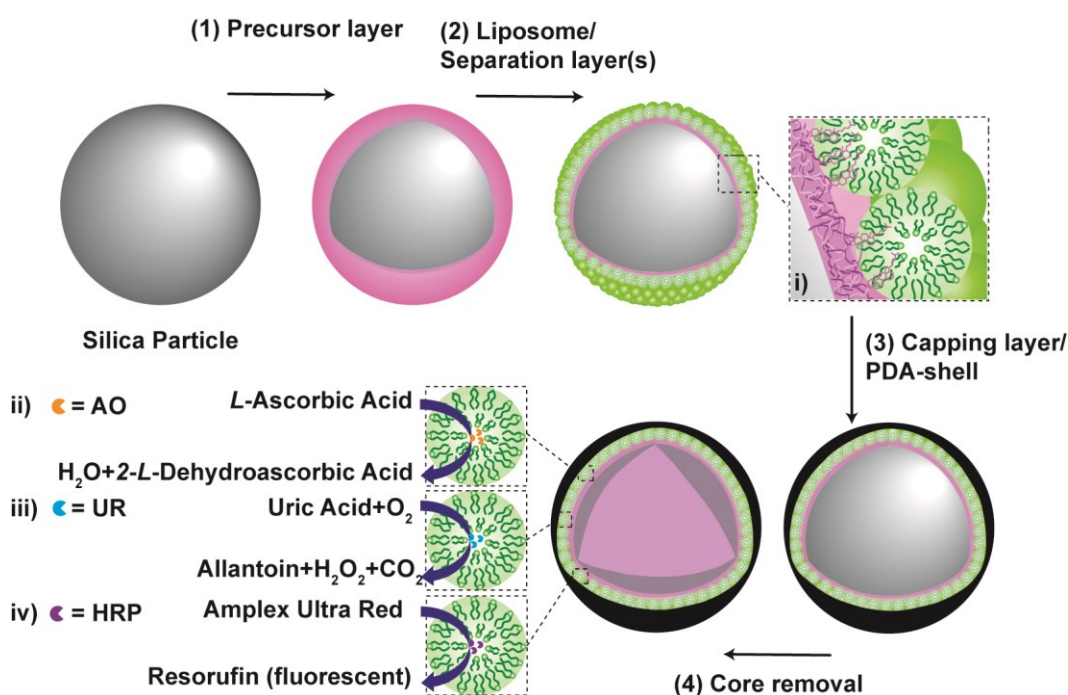 (1) Precursor layer
(2) Liposome/
Separation layer(s)
i)
Silica Particle
(3) Capping layer/
PDA-shell
ii) = AO
L-Ascorbic Acid
H₂O+2-L-Dehydroascorbic Acid
iii) = UR
Uric Acid+O₂
Allantoin+H₂O₂+CO₂
iv) = HRP
Amplex Ultra Red
Resorufin (fluorescent)
(4) Core removal